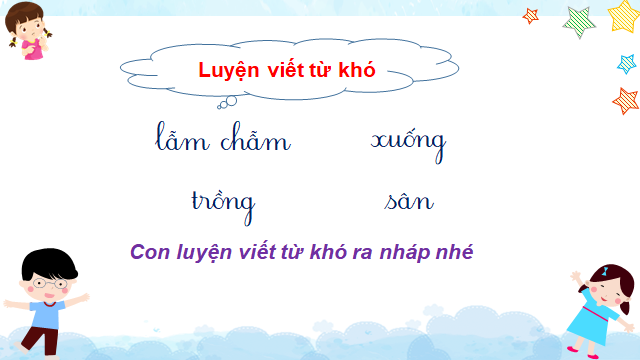 Luyện viết từ khó
lẫm chẫm xuống
trồng sân
Con luyện viết từ khó ra nháp nhé